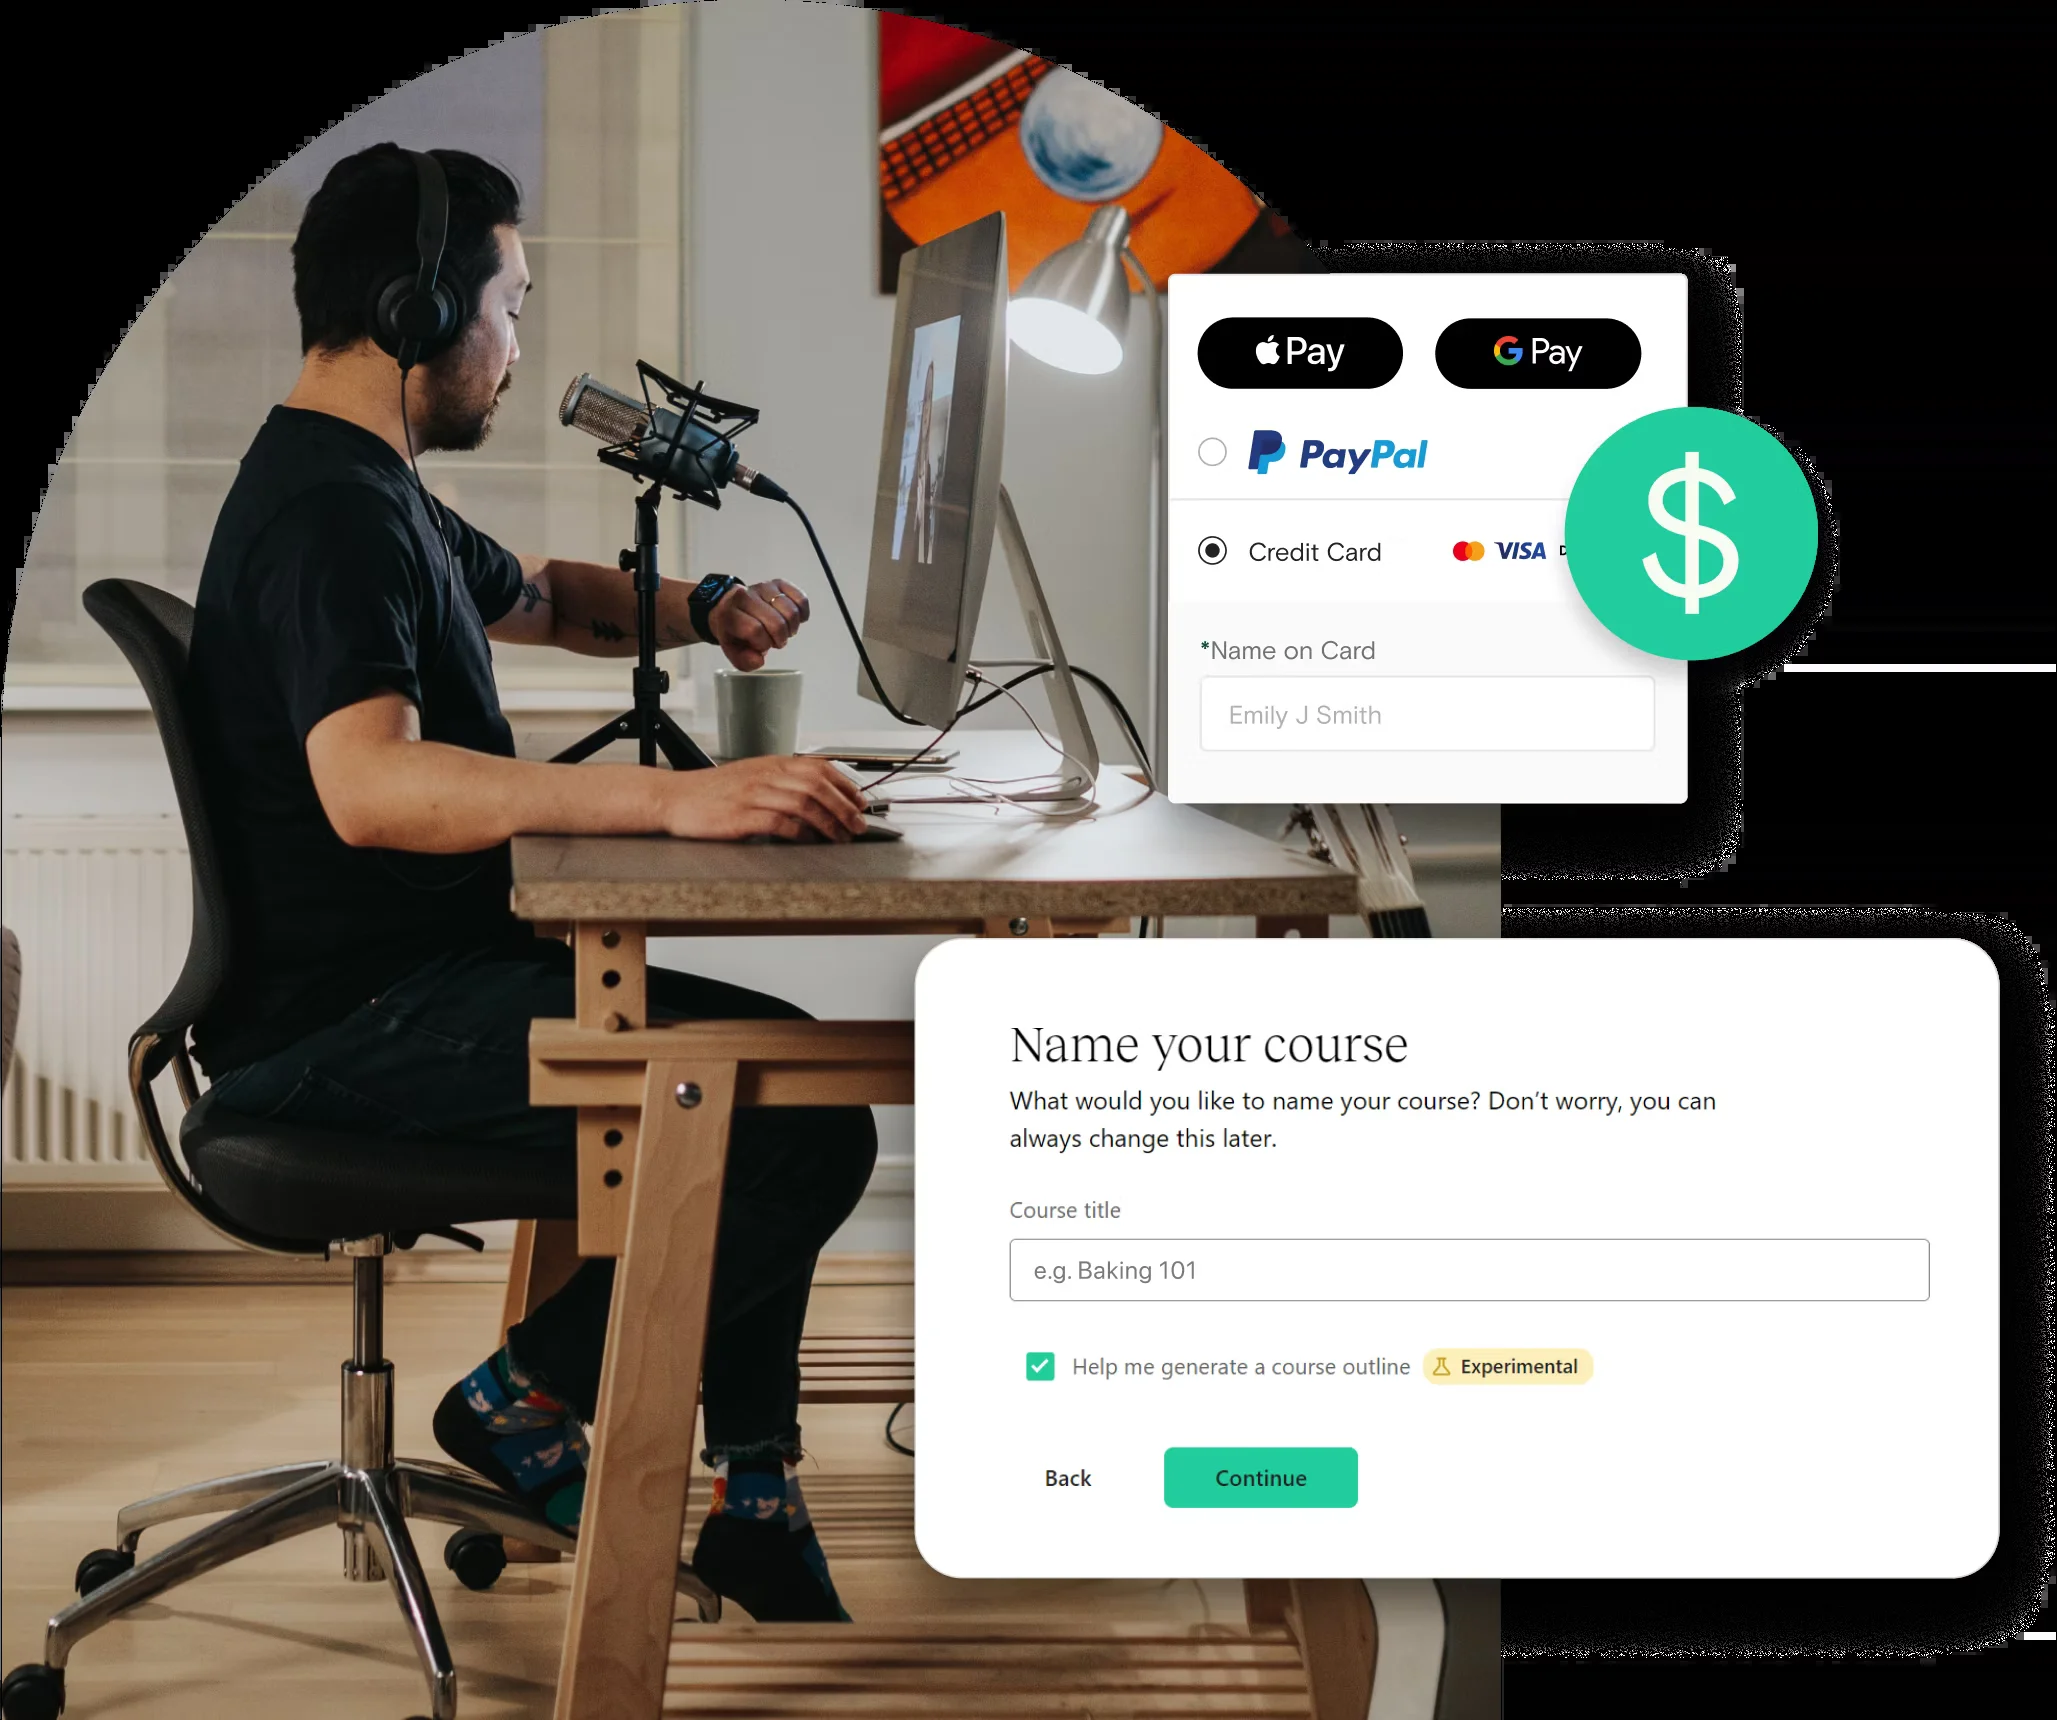 Pay
G Pay
PayPal
Credit Card
VISA
*Name on Card
Emily J Smith
$
Name your course
What would you like to name your course? Don’t worry, you can
always change this later.
Course title
e.g. Baking 101
Help me generate a course outline
Experimental
Back
Continue